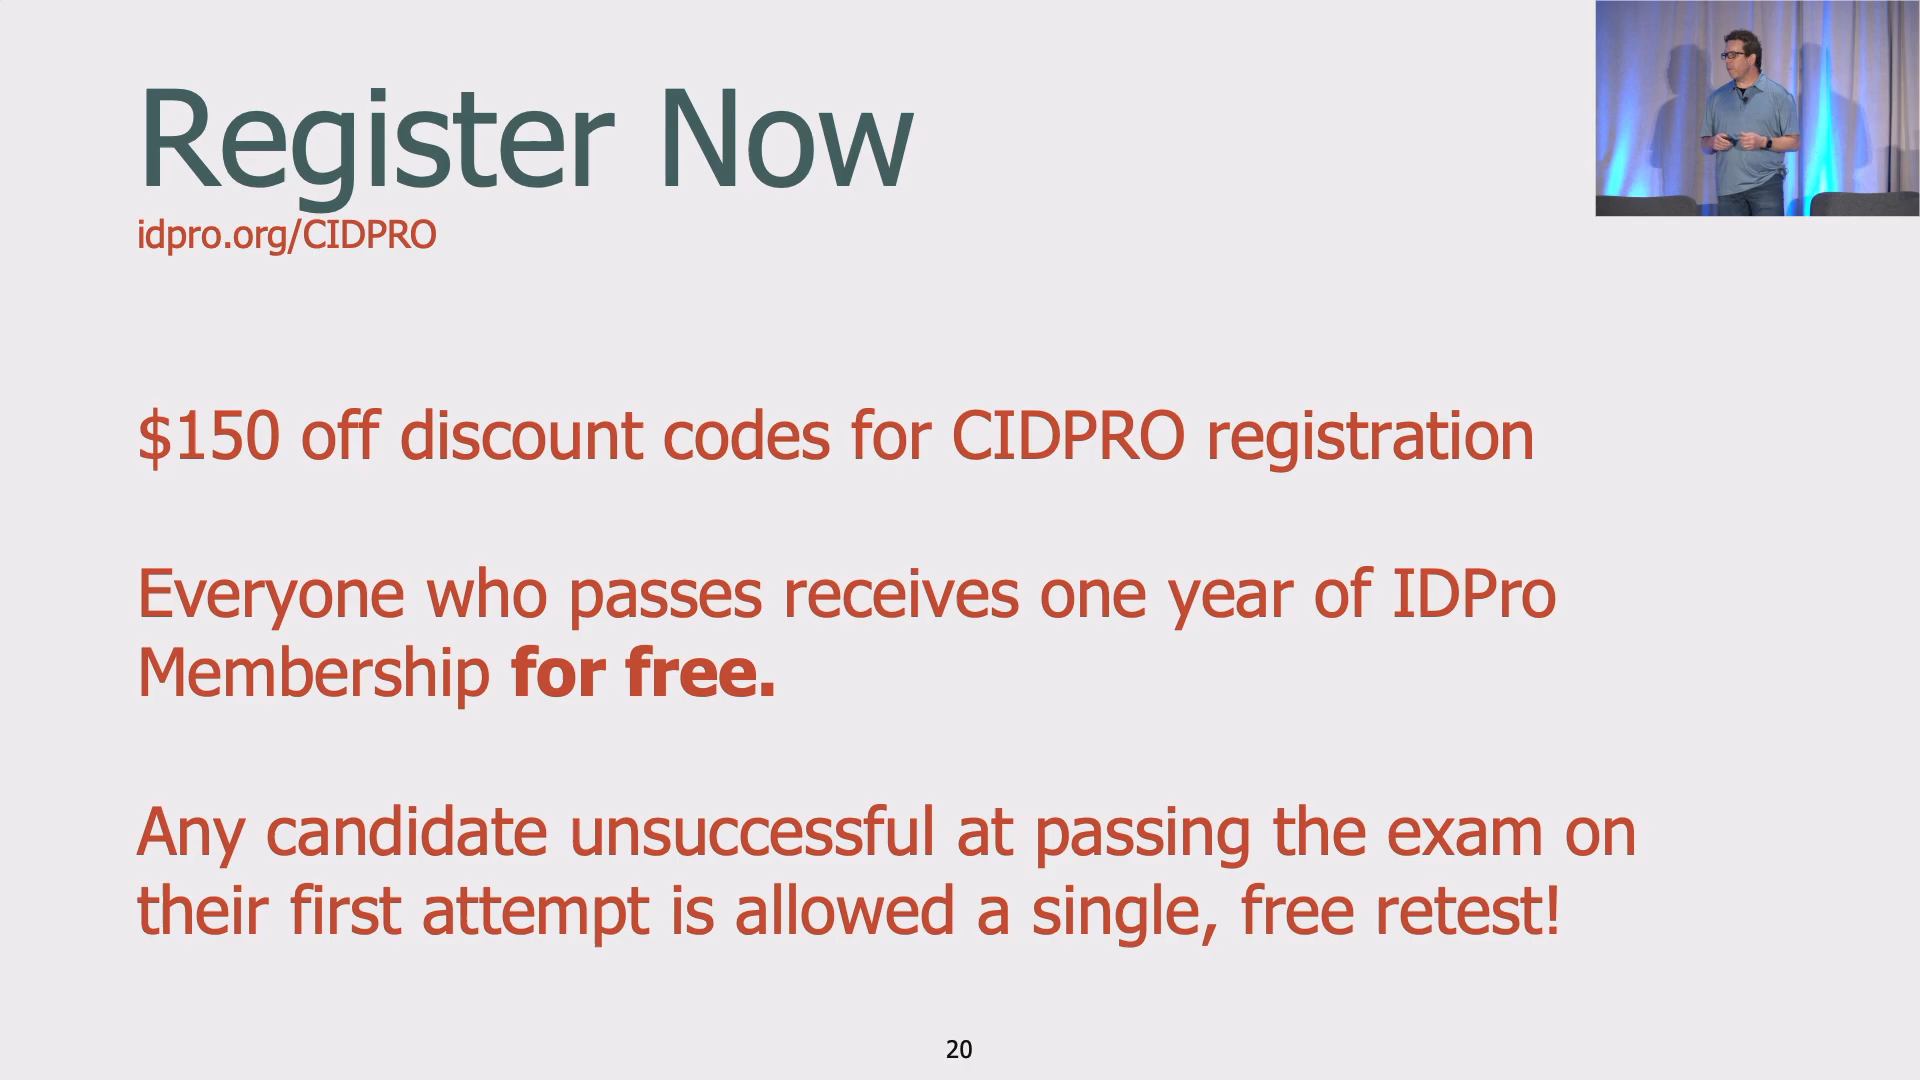 Register Now
idpro.org/CIDPRO
$150 off discount codes for CIDPRO registration
Everyone who passes receives one year of IDPro
Membership for free.
Any candidate unsuccessful at passing the exam on
their first attempt is allowed a single, free retest!
20